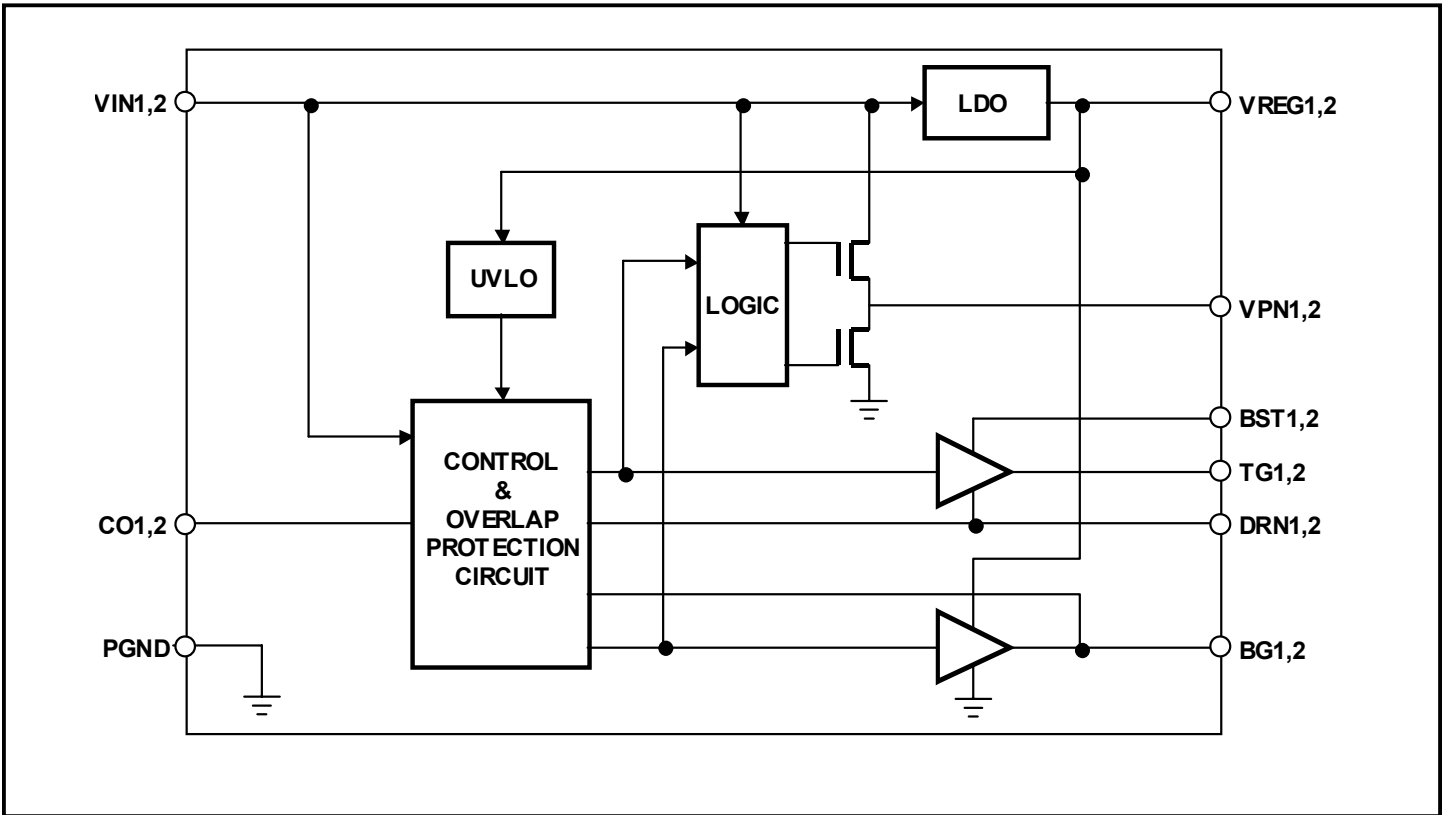 VIN1,2
LDO
VREG1,2
UVLO
LOGIC
VPN1,2
BST1,2
CONTROL
&
OVERLAP
PROTECTION
CIRCUIT
TG1,2
CO1,2
DRN1,2
PGND
BG1,2